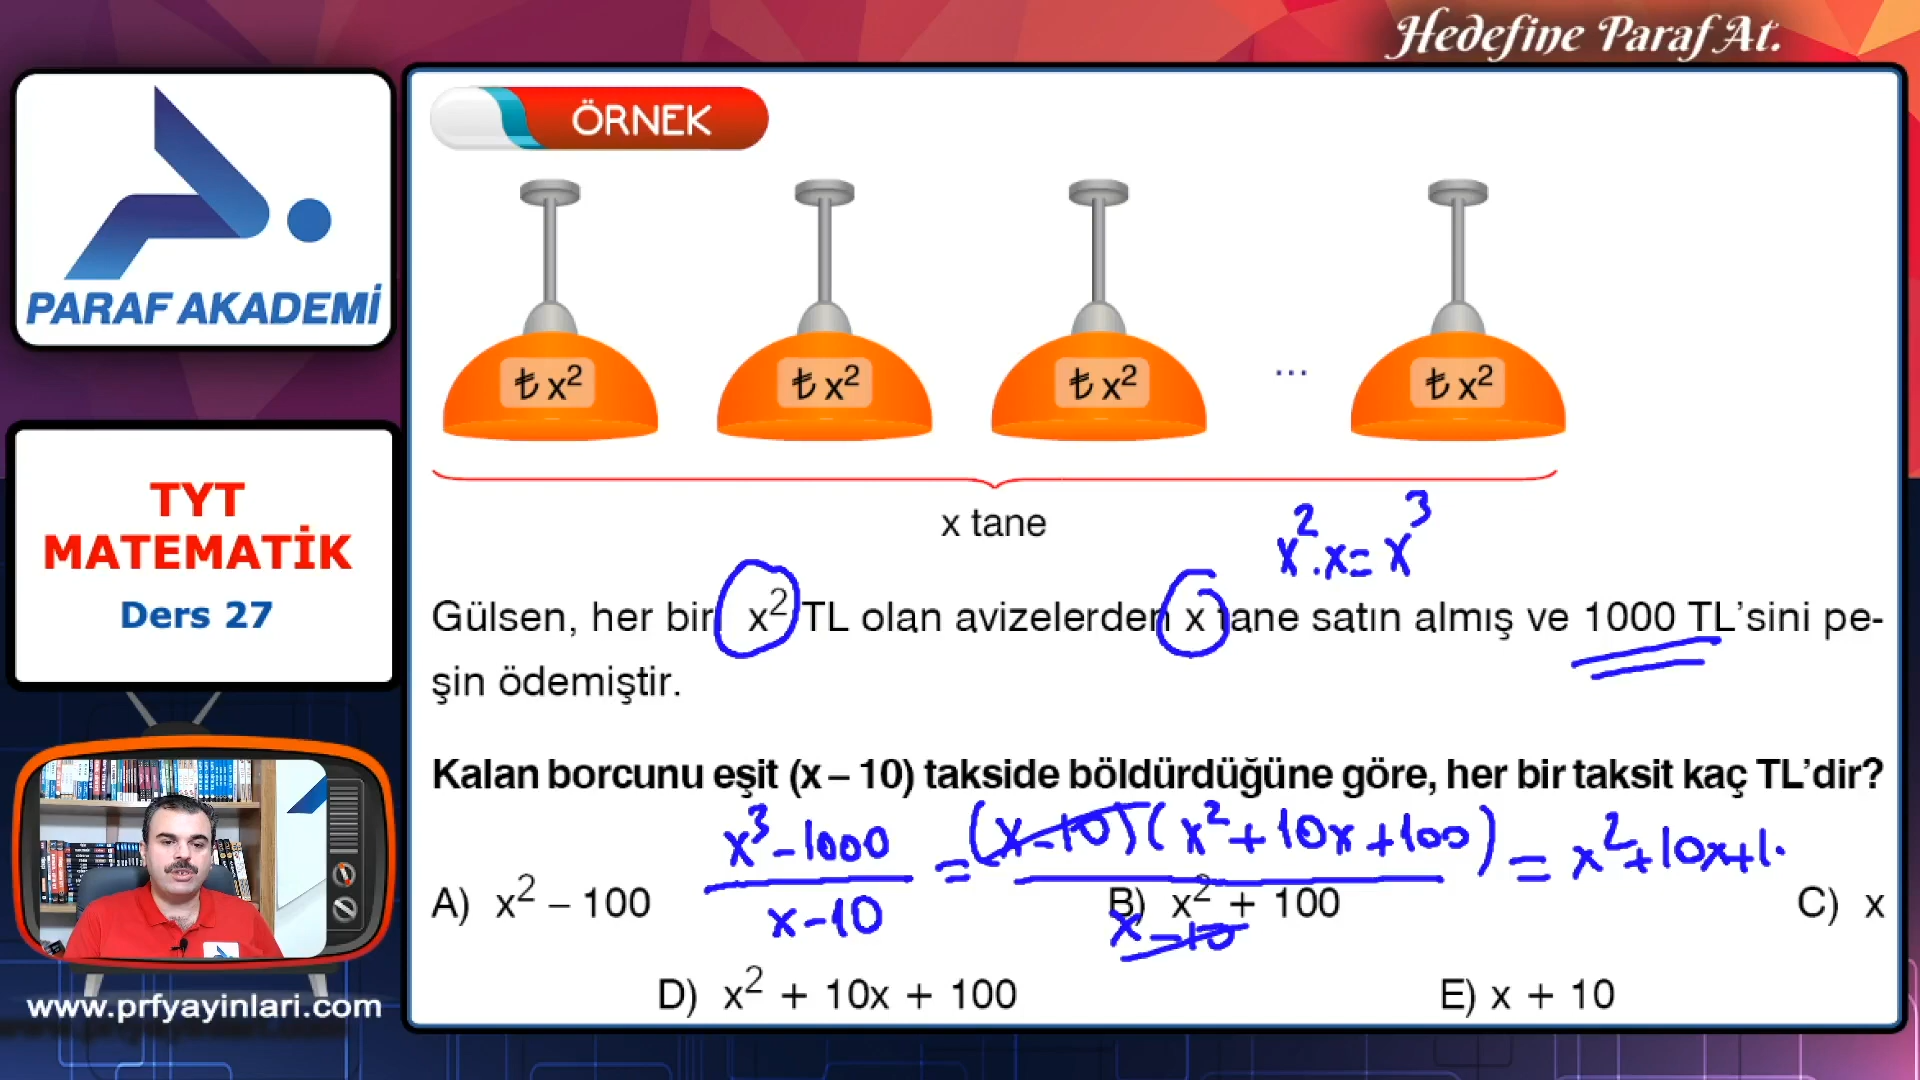 Hedefine Paraf At.
PARAF AKADEMİ
TYT
MATEMATİK
Ders 27
www.prfyayinlari.com
ÖRNEK
₺ x² ₺ x² ₺ x² ... ₺ x²
x tane
x².x=x³
Gülsen, her biri x² TL olan avizelerden x tane satın almış ve 1000 TL'sini pe-
şin ödemiştir.
Kalan borcunu eşit (x – 10) takside böldürdüğüne göre, her bir taksit kaç TL'dir?
x³-1000 / x-10 = (x-10)(x²+10x+100) / x-10 = x²+10x+1
A) x² – 100 B) x² + 100 C) x
D) x² + 10x + 100 E) x + 10